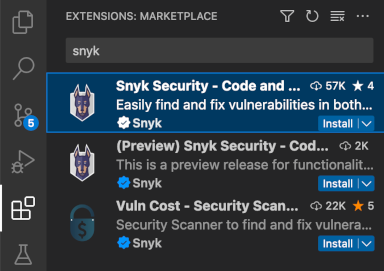 EXTENSIONS: MARKETPLACE
snyk
Snyk Security - Code and ... 57K 4
Easily find and fix vulnerabilities in both...
Snyk Install
(Preview) Snyk Security - Cod... 2K
This is a preview release for functionalit...
Snyk Install
5
Vuln Cost - Security Scan... 22K 5
Security Scanner to find and fix vulnera...
Snyk Install